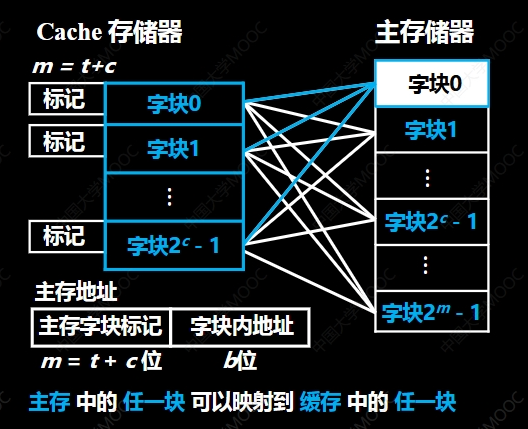 Cache 存储器
主存储器
m = t+c
标记
字块0
标记
字块1
⋮
标记
字块2ᶜ - 1
字块0
字块1
⋮
字块2ᶜ - 1
⋮
字块2ᵐ - 1
主存地址
主存字块标记 字块内地址
m = t + c 位 b位
主存 中的 任一块 可以映射到 缓存 中的 任一块
中国大学MOOC